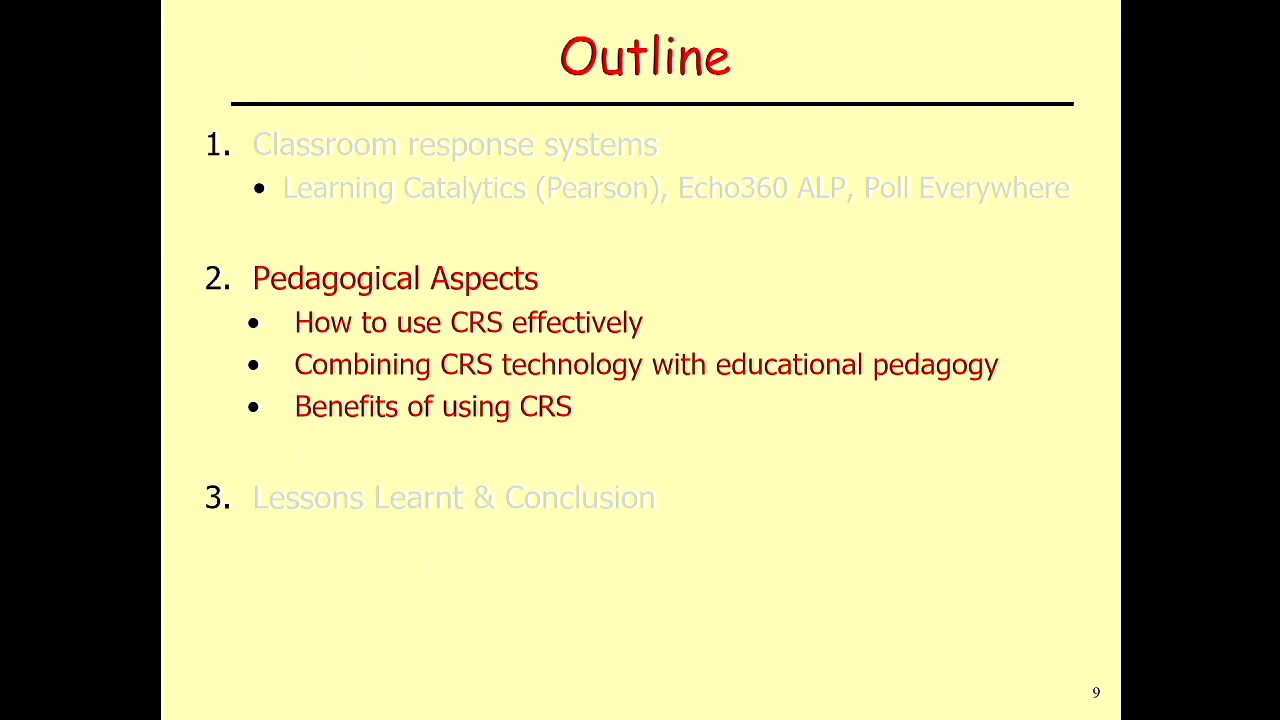 Outline
1. Classroom response systems
• Learning Catalytics (Pearson), Echo360 ALP, Poll Everywhere
2. Pedagogical Aspects
• How to use CRS effectively
• Combining CRS technology with educational pedagogy
• Benefits of using CRS
3. Lessons Learnt & Conclusion
9